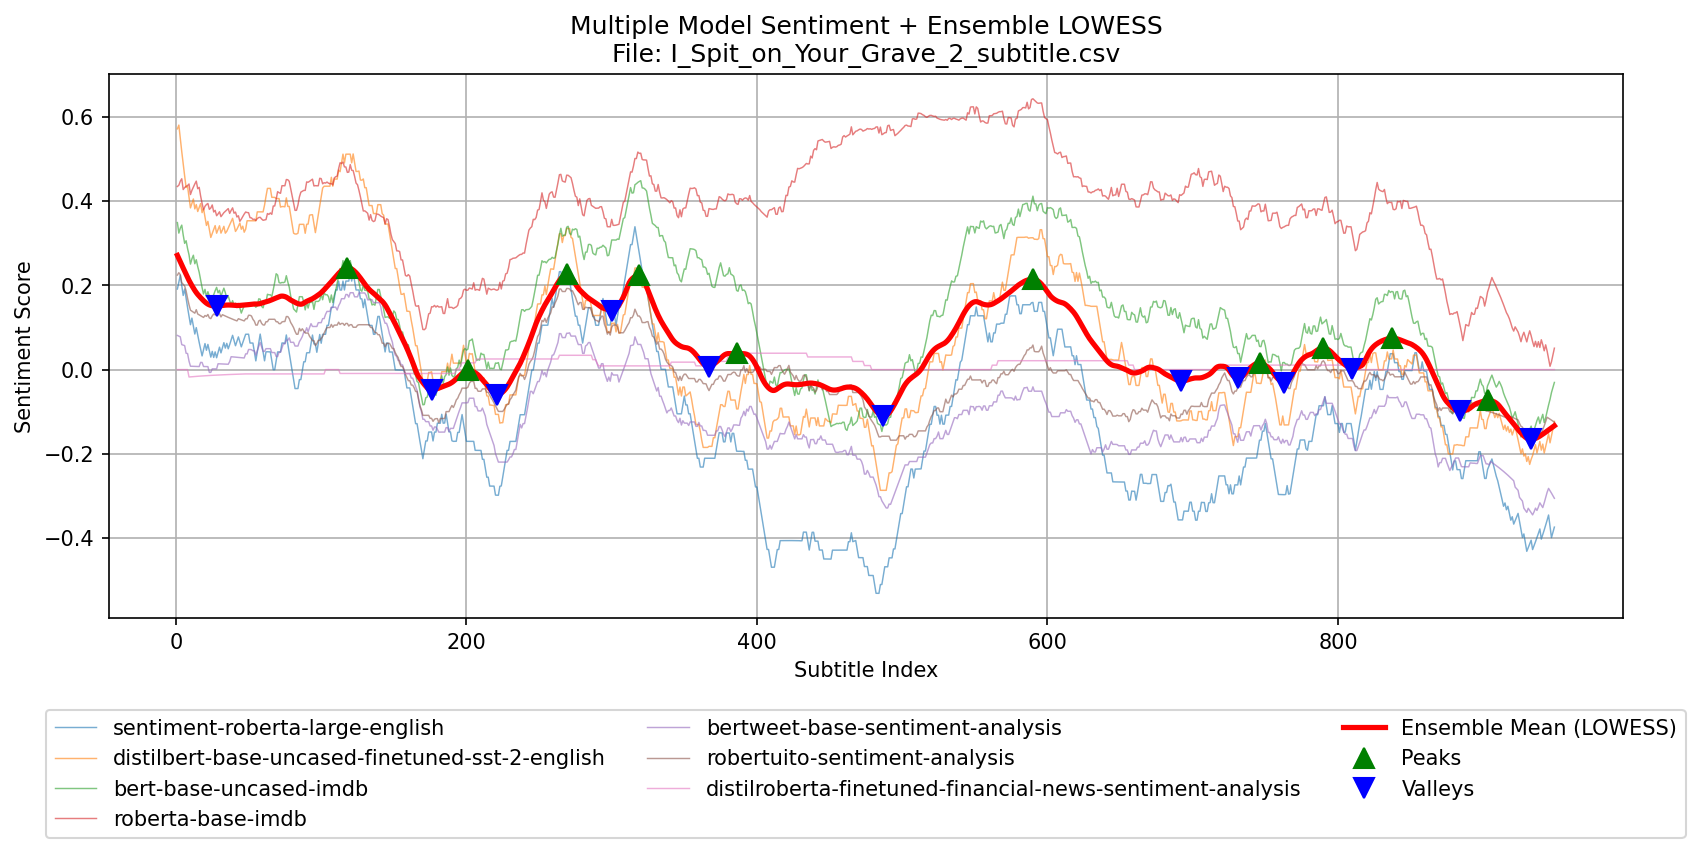 Multiple Model Sentiment + Ensemble LOWESS
File: I_Spit_on_Your_Grave_2_subtitle.csv
Sentiment Score
0.6
0.4
0.2
0.0
−0.2
−0.4
0
200
400
600
800
Subtitle Index
sentiment-roberta-large-english
distilbert-base-uncased-finetuned-sst-2-english
bert-base-uncased-imdb
roberta-base-imdb
bertweet-base-sentiment-analysis
robertuito-sentiment-analysis
distilroberta-finetuned-financial-news-sentiment-analysis
Ensemble Mean (LOWESS)
Peaks
Valleys